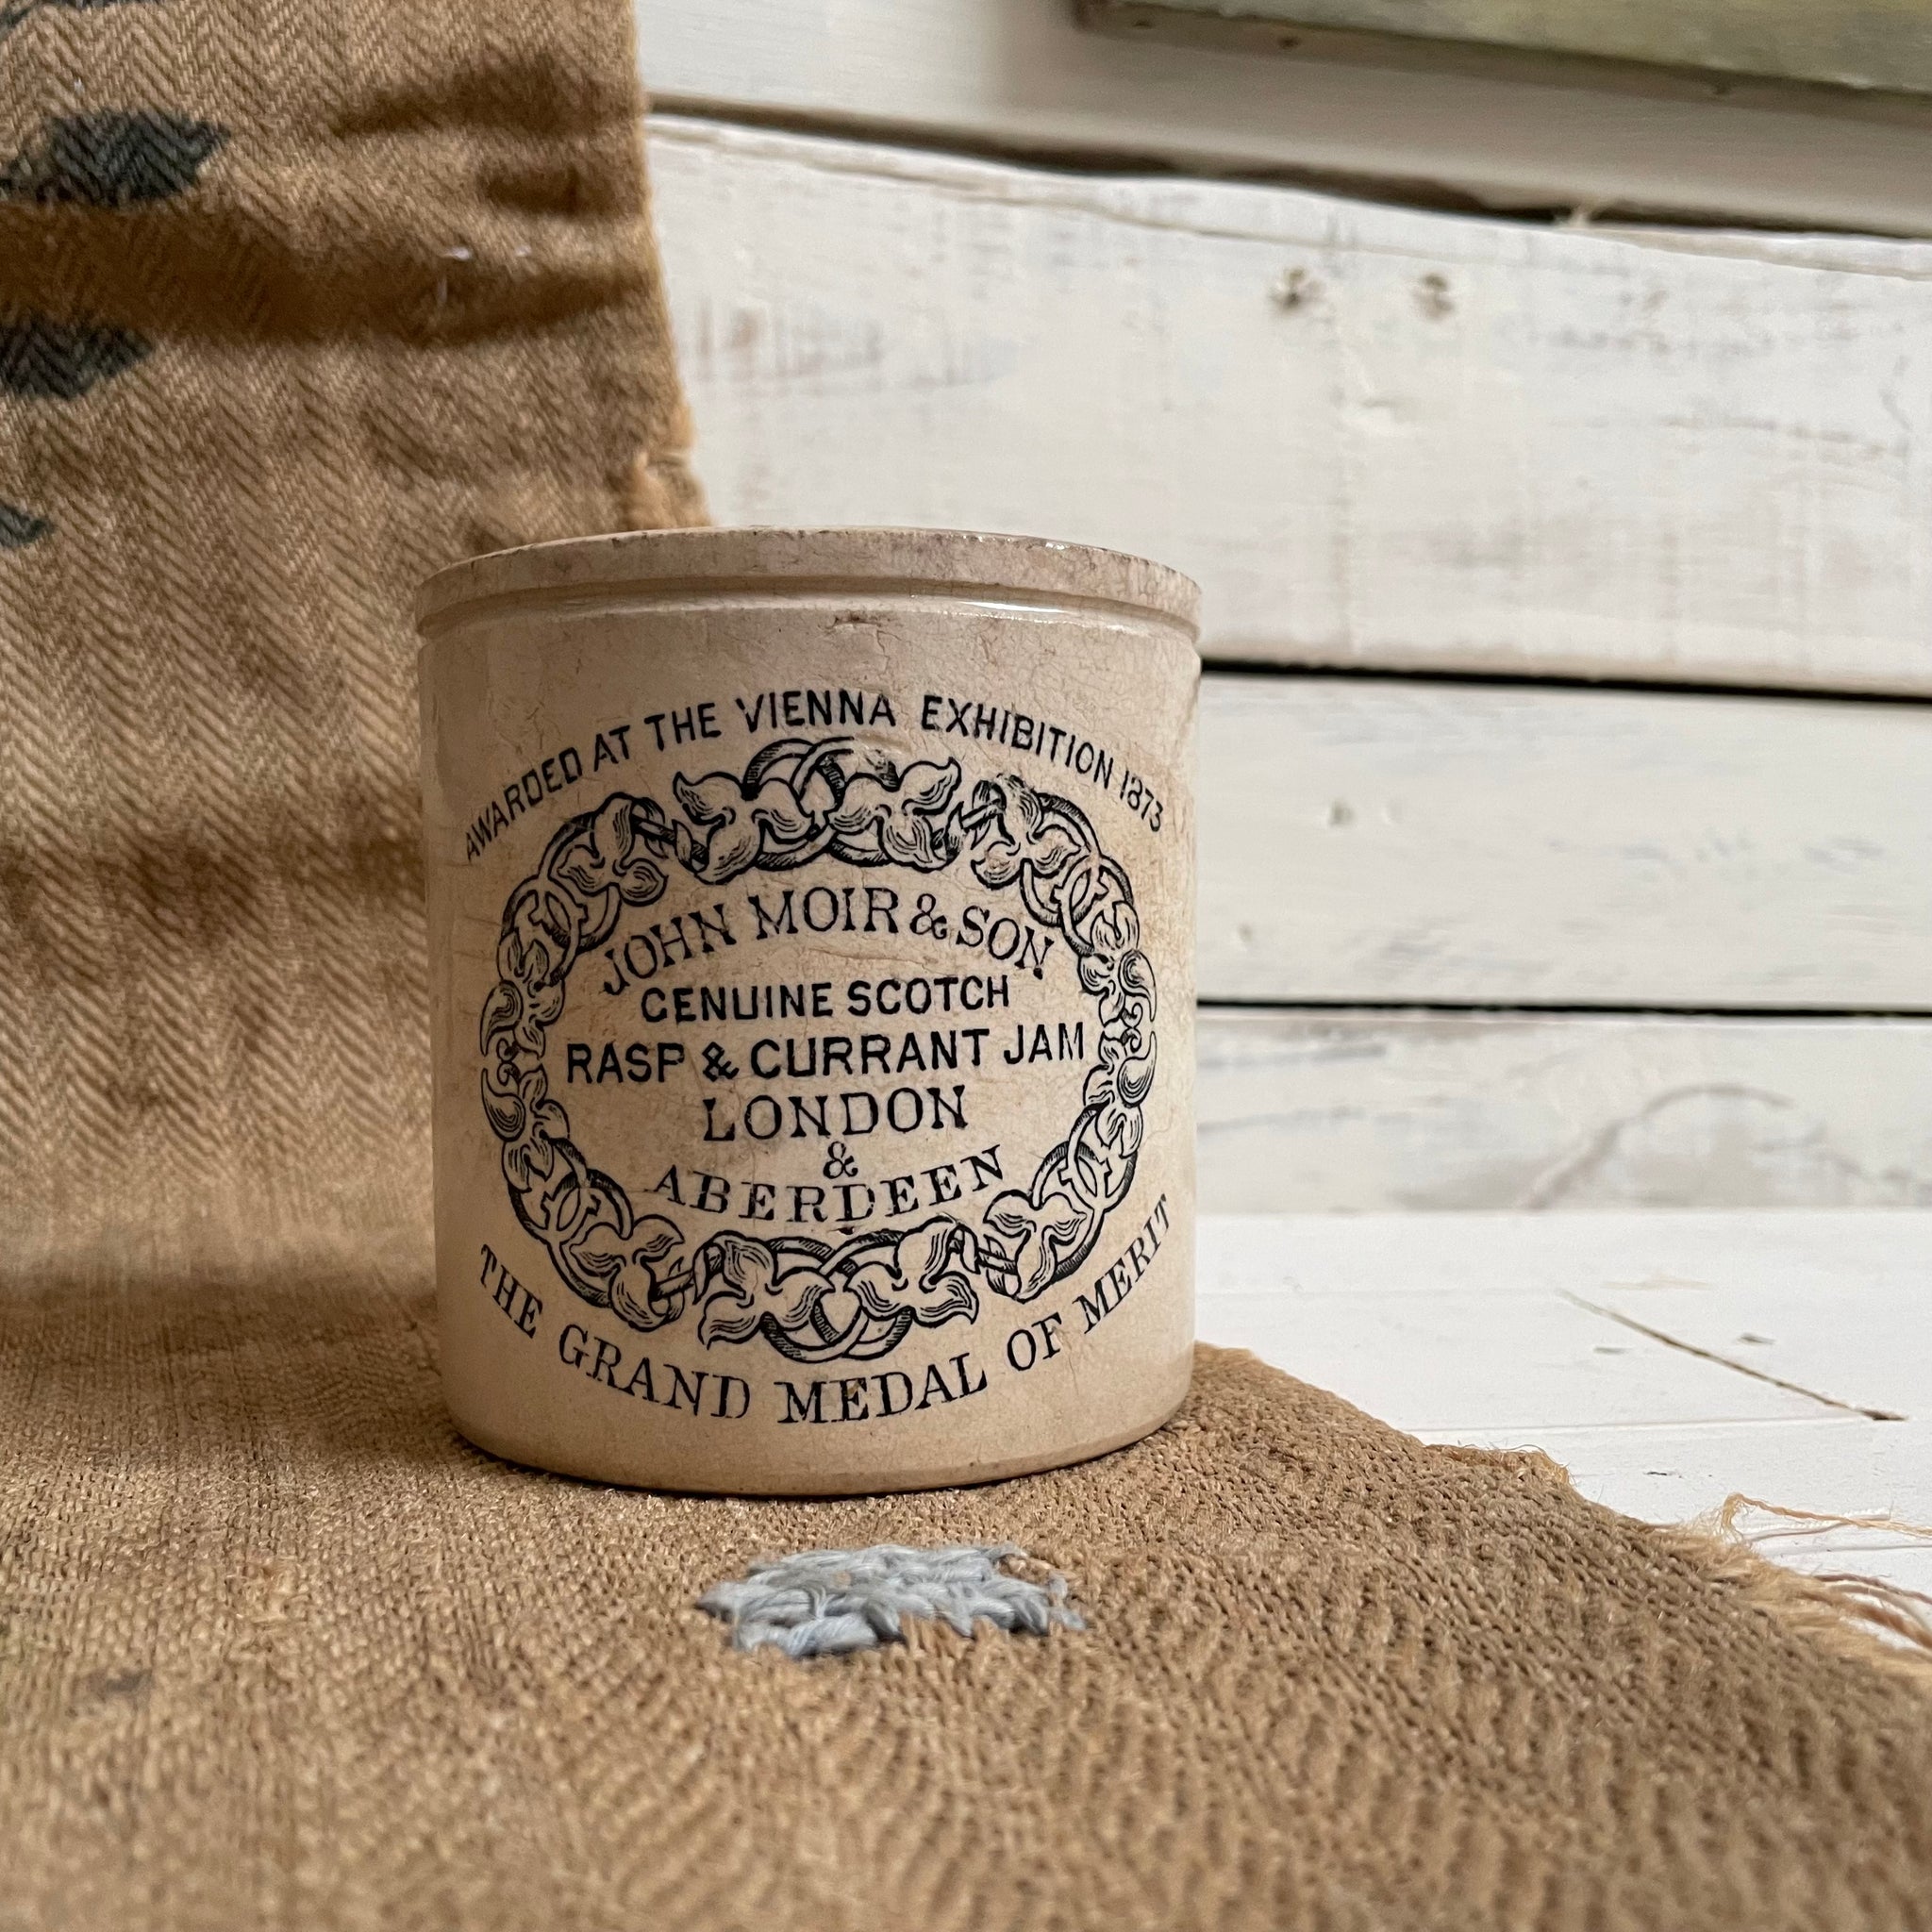 AWARDED AT THE VIENNA EXHIBITION 1873
JOHN MOIR & SON
GENUINE SCOTCH
RASP & CURRANT JAM
LONDON
&
ABERDEEN
THE GRAND MEDAL OF MERIT